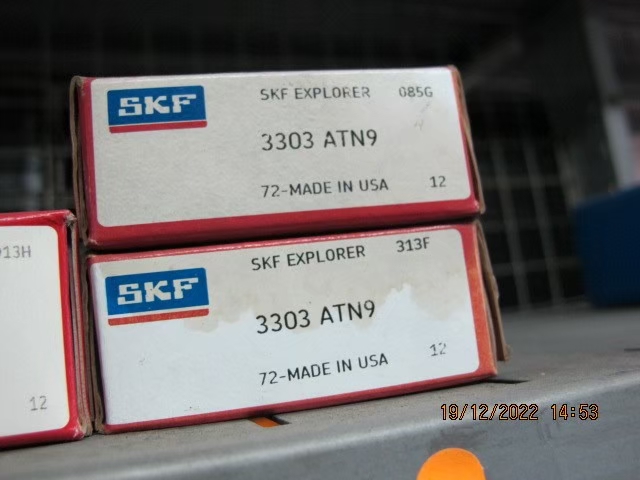 SKF
SKF EXPLORER 085G
3303 ATN9
72-MADE IN USA 12
SKF
SKF EXPLORER 313F
3303 ATN9
72-MADE IN USA 12
913H
12
19/12/2022 14:53